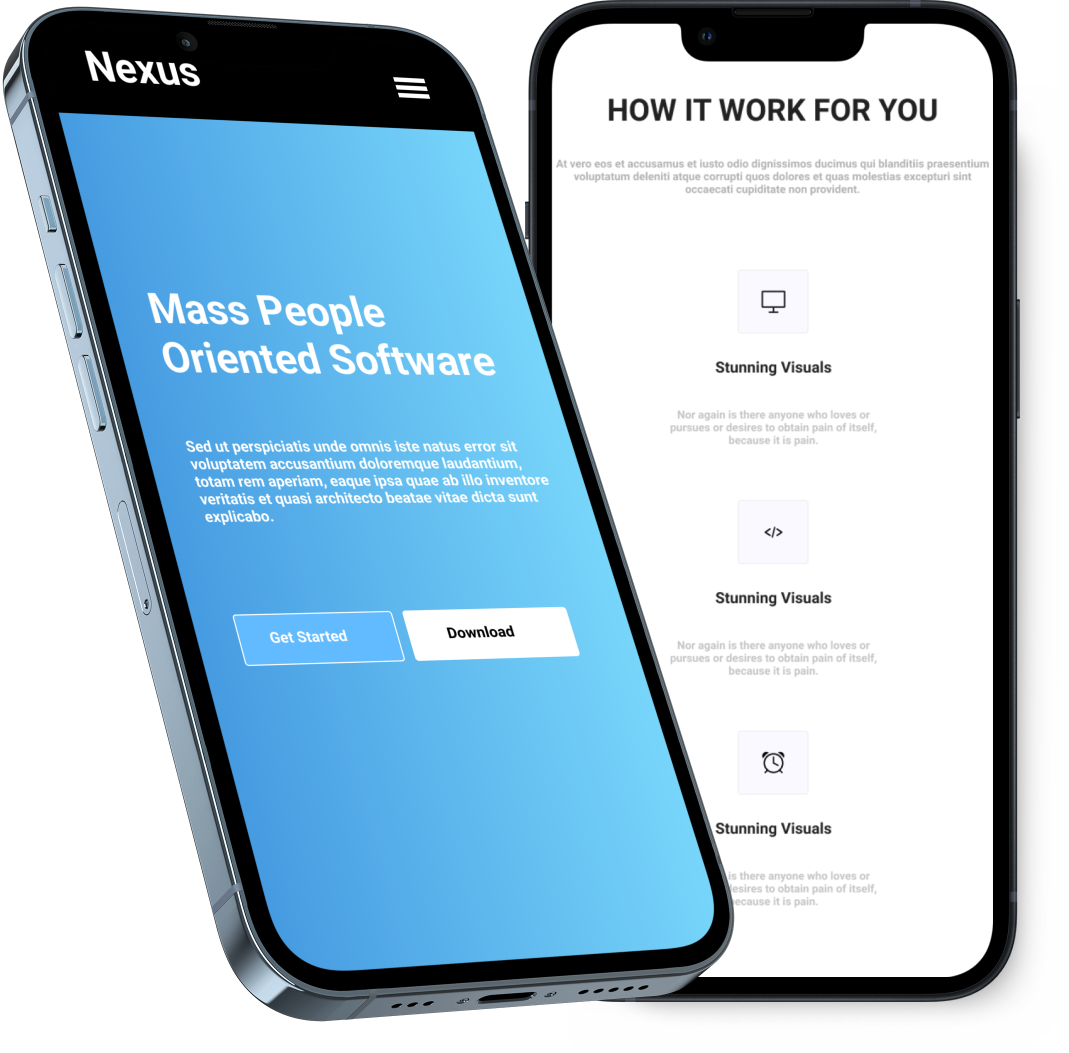 Nexus
Mass People
Oriented Software
Sed ut perspiciatis unde omnis iste natus error sit
voluptatem accusantium doloremque laudantium,
totam rem aperiam, eaque ipsa quae ab illo inventore
veritatis et quasi architecto beatae vitae dicta sunt
explicabo.
Get Started
Download
HOW IT WORK FOR YOU
At vero eos et accusamus et iusto odio dignissimos ducimus qui blanditiis praesentium
voluptatum deleniti atque corrupti quos dolores et quas molestias excepturi sint
occaecati cupiditate non provident.
Stunning Visuals
Nor again is there anyone who loves or
pursues or desires to obtain pain of itself,
because it is pain.
</>
Stunning Visuals
Nor again is there anyone who loves or
pursues or desires to obtain pain of itself,
because it is pain.
Stunning Visuals
is there anyone who loves or
desires to obtain pain of itself,
ecause it is pain.